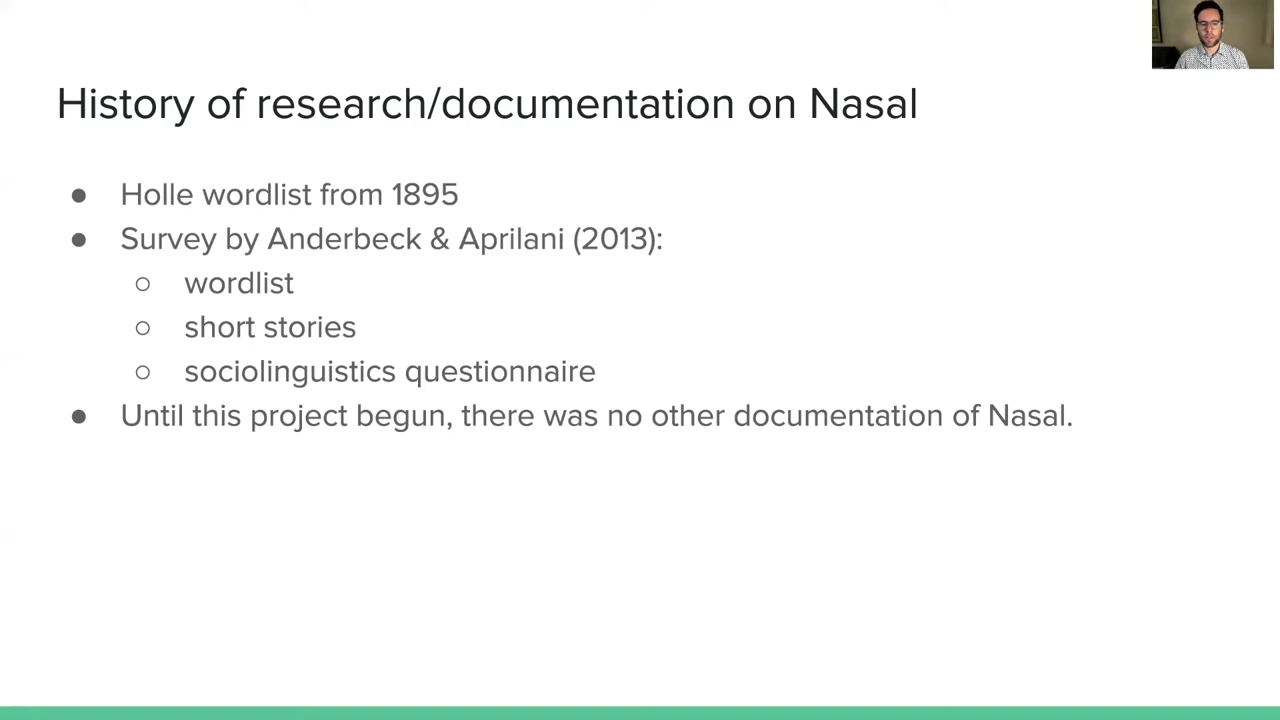 History of research/documentation on Nasal
● Holle wordlist from 1895
● Survey by Anderbeck & Aprilani (2013):
○ wordlist
○ short stories
○ sociolinguistics questionnaire
● Until this project begun, there was no other documentation of Nasal.